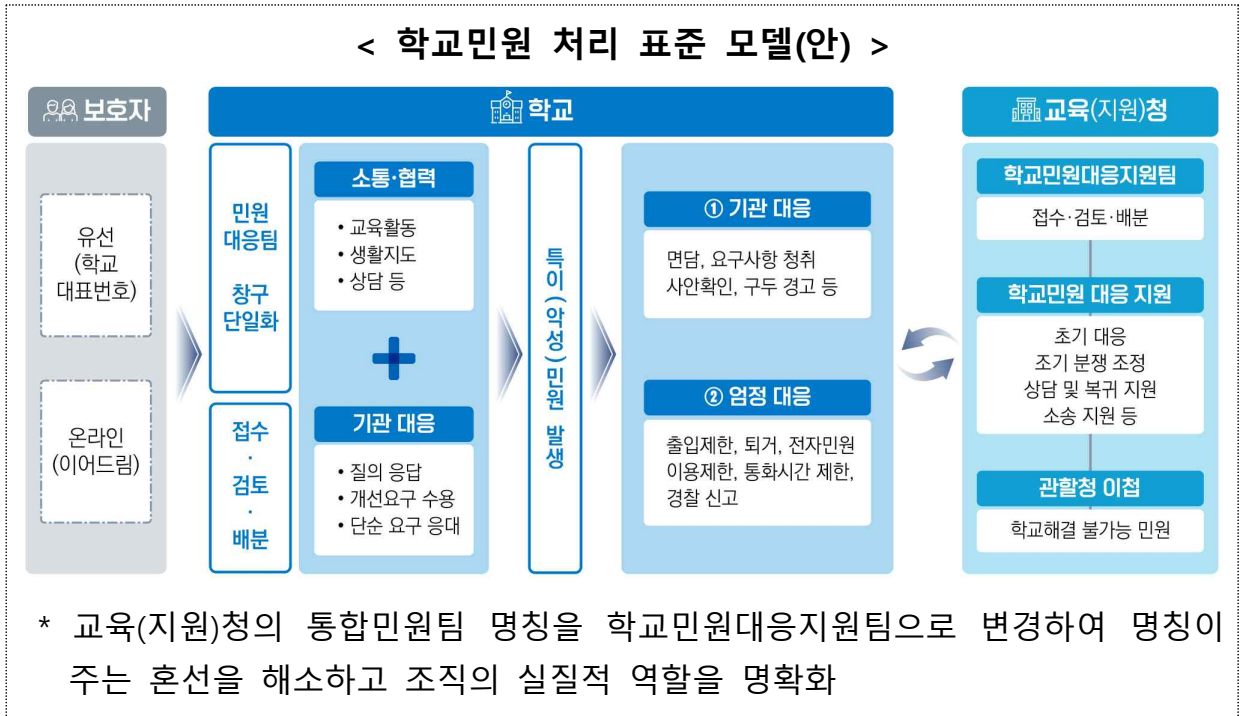 < 학교민원 처리 표준 모델(안) >
보호자
유선
(학교
대표번호)
온라인
(이어드림)
학교
민원
대응팀
창구
단일화
접수
·
검토
·
배분
소통·협력
• 교육활동
• 생활지도
• 상담 등
기관 대응
• 질의 응답
• 개선요구 수용
• 단순 요구 응대
특이(악성)민원 발생
① 기관 대응
면담, 요구사항 청취
사안확인, 구두 경고 등
② 엄정 대응
출입제한, 퇴거, 전자민원
이용제한, 통화시간 제한,
경찰 신고
교육(지원)청
학교민원대응지원팀
접수·검토·배분
학교민원 대응 지원
초기 대응
조기 분쟁 조정
상담 및 복귀 지원
소송 지원 등
관할청 이첩
학교해결 불가능 민원
* 교육(지원)청의 통합민원팀 명칭을 학교민원대응지원팀으로 변경하여 명칭이
주는 혼선을 해소하고 조직의 실질적 역할을 명확화